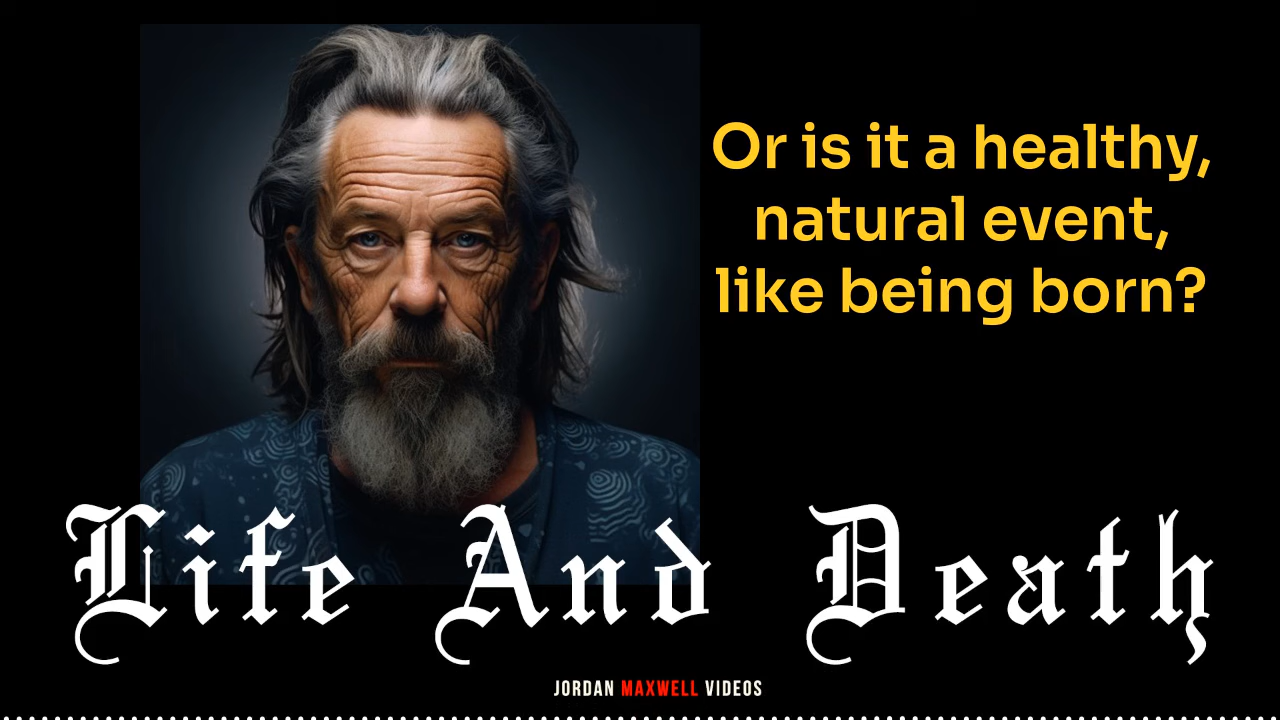 Or is it a healthy,
natural event,
like being born?
Life And Death
JORDAN MAXWELL VIDEOS